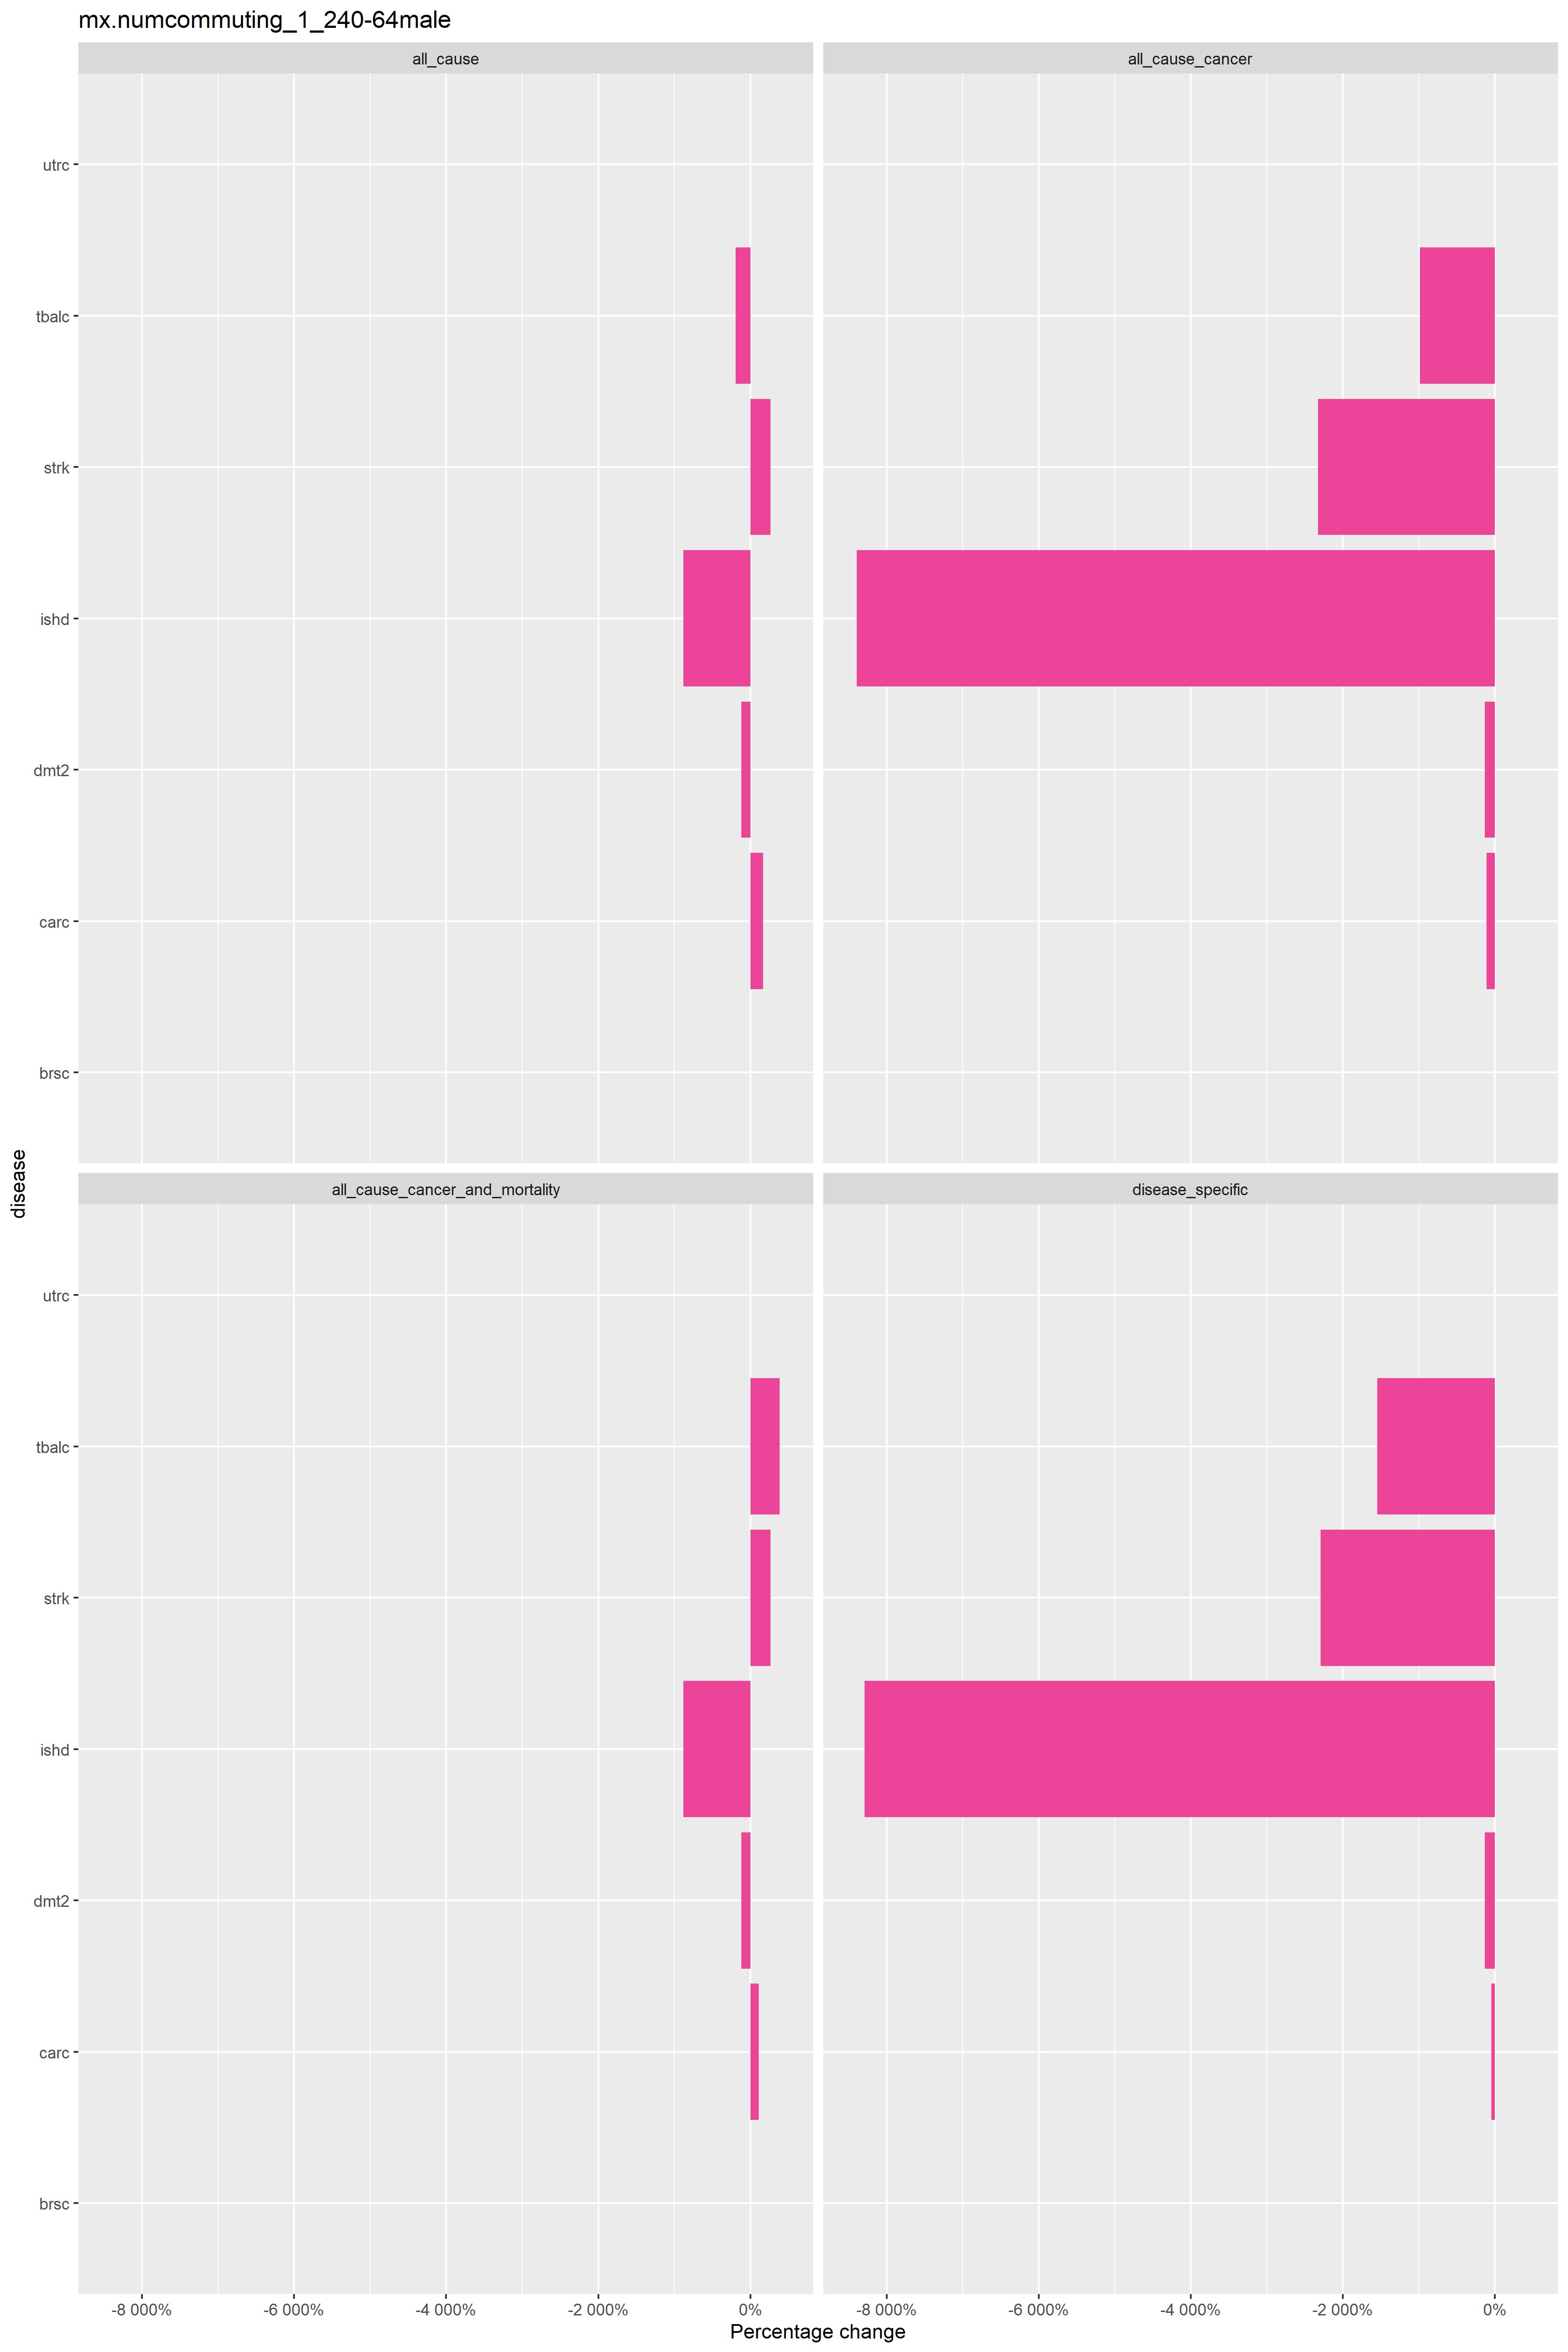 mx.numcommuting_1_240-64male
all_cause
all_cause_cancer
utrc
tbalc
strk
ishd
dmt2
carc
brsc
disease
all_cause_cancer_and_mortality
disease_specific
utrc
tbalc
strk
ishd
dmt2
carc
brsc
-8 000%
-6 000%
-4 000%
-2 000%
0%
-8 000%
-6 000%
-4 000%
-2 000%
0%
Percentage change